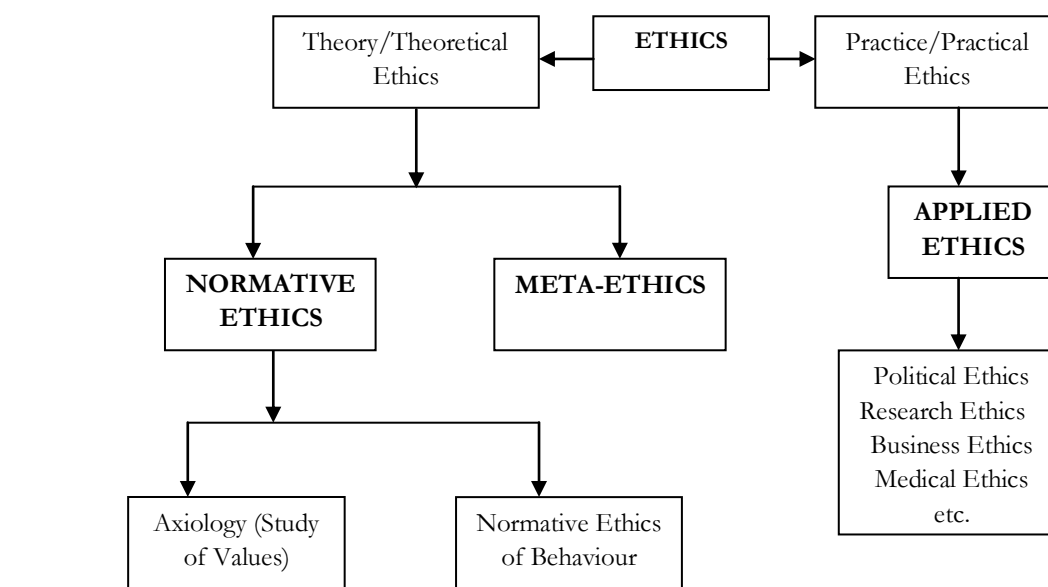 Theory/Theoretical
Ethics
ETHICS
Practice/Practical
Ethics
NORMATIVE
ETHICS
META-ETHICS
APPLIED
ETHICS
Political Ethics
Research Ethics
Business Ethics
Medical Ethics
etc.
Axiology (Study
of Values)
Normative Ethics
of Behaviour